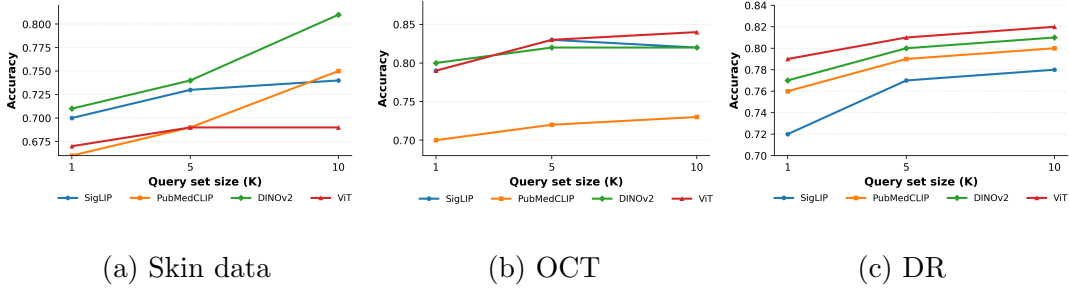 0.800
0.775
0.750
0.725
0.700
0.675
Accuracy
1 5 10
Query set size (K)
SigLIP PubMedCLIP DINOv2 ViT
(a) Skin data
0.85
0.80
0.75
0.70
Accuracy
1 5 10
Query set size (K)
SigLIP PubMedCLIP DINOv2 ViT
(b) OCT
0.84
0.82
0.80
0.78
0.76
0.74
0.72
0.70
Accuracy
1 5 10
Query set size (K)
SigLIP PubMedCLIP DINOv2 ViT
(c) DR